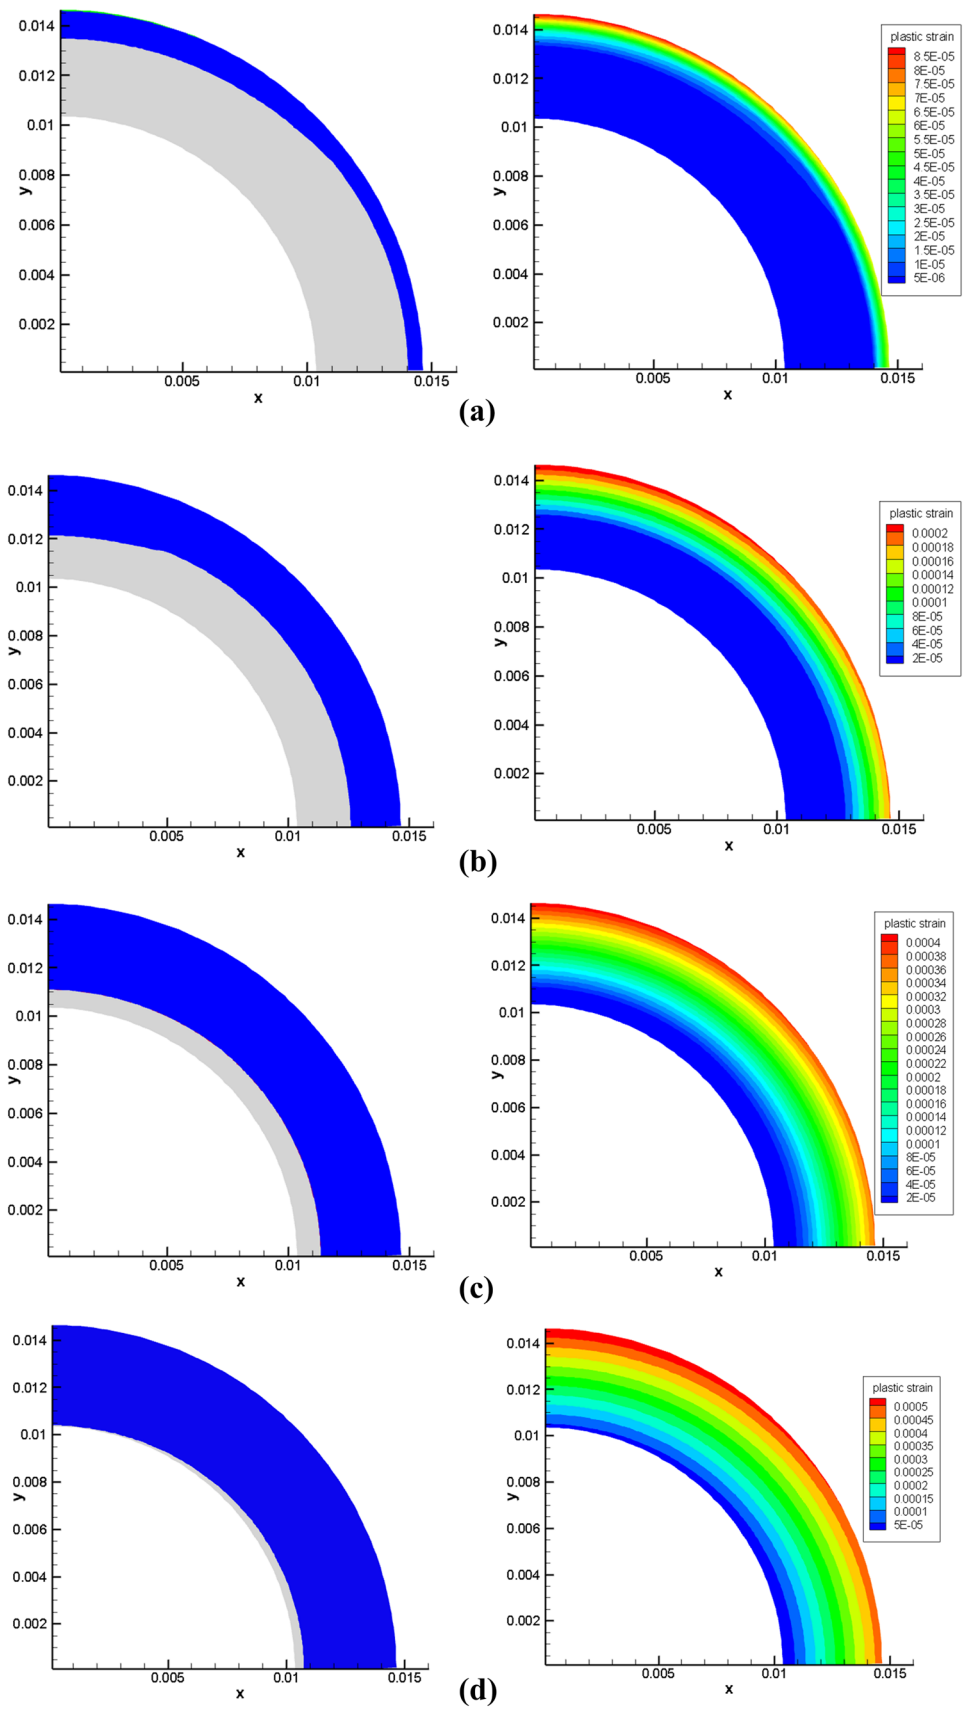 0.014
0.012
0.01
0.008
0.006
0.004
0.002
y
0.005
0.01
0.015
x
0.014
0.012
0.01
0.008
0.006
0.004
0.002
y
0.005
0.01
0.015
x
plastic strain
8.5E-05
8E-05
7.5E-05
7E-05
6.5E-05
6E-05
5.5E-05
5E-05
4.5E-05
4E-05
3.5E-05
3E-05
2.5E-05
2E-05
1.5E-05
1E-05
5E-06
(a)
0.014
0.012
0.01
0.008
0.006
0.004
0.002
y
0.005
0.01
0.015
x
0.014
0.012
0.01
0.008
0.006
0.004
0.002
y
0.005
0.01
0.015
x
plastic strain
0.0002
0.00018
0.00016
0.00014
0.00012
0.0001
8E-05
6E-05
4E-05
2E-05
(b)
0.014
0.012
0.01
0.008
0.006
0.004
0.002
y
0.005
0.01
0.015
x
0.014
0.012
0.01
0.008
0.006
0.004
0.002
y
0.005
0.01
0.015
x
plastic strain
0.0004
0.00038
0.00036
0.00034
0.00032
0.0003
0.00028
0.00026
0.00024
0.00022
0.0002
0.00018
0.00016
0.00014
0.00012
0.0001
8E-05
6E-05
4E-05
2E-05
(c)
0.014
0.012
0.01
0.008
0.006
0.004
0.002
y
0.005
0.01
0.015
x
0.014
0.012
0.01
0.008
0.006
0.004
0.002
y
0.005
0.01
0.015
x
plastic strain
0.0005
0.00045
0.0004
0.00035
0.0003
0.00025
0.0002
0.00015
0.0001
5E-05
(d)